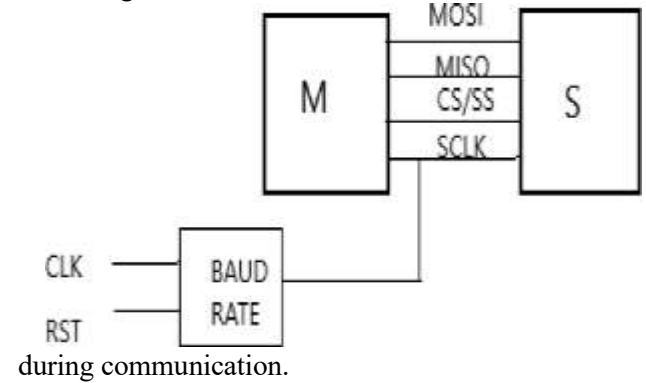 MOSI
MISO
M
CS/SS
S
SCLK
CLK
BAUD
RATE
RST
during communication.